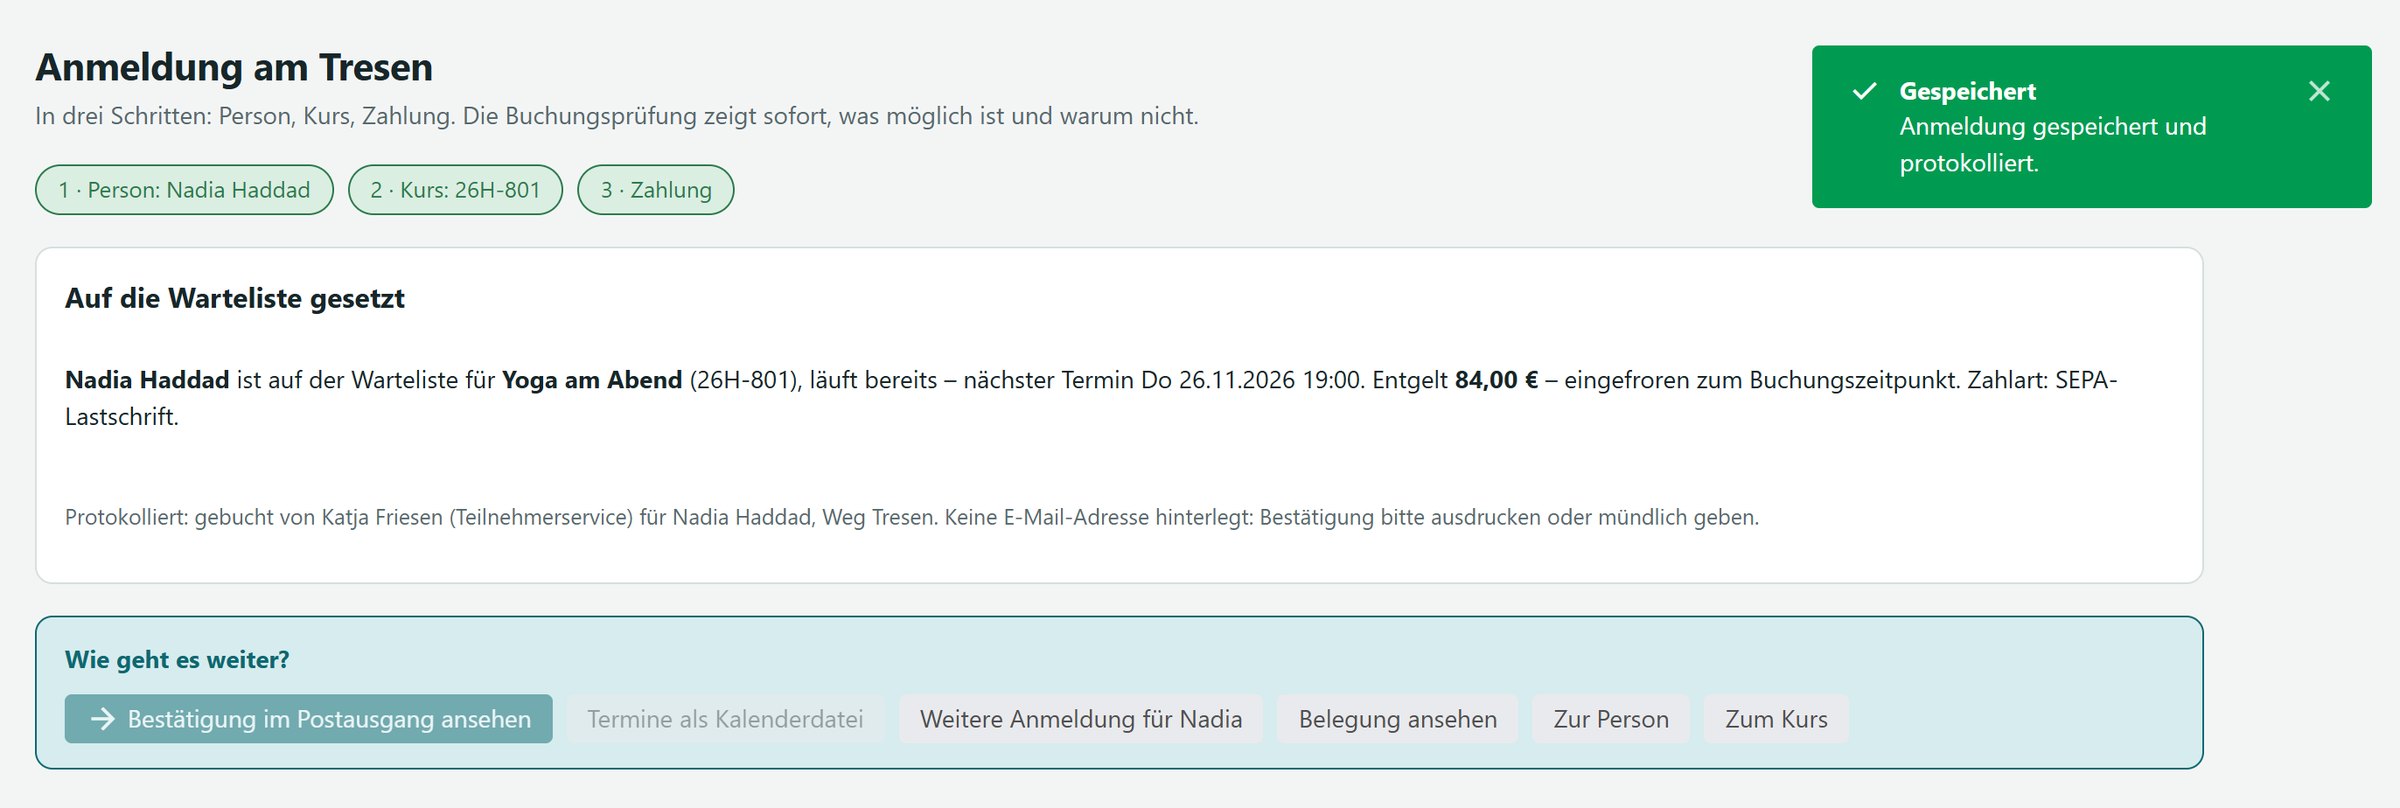 Anmeldung am Tresen
In drei Schritten: Person, Kurs, Zahlung. Die Buchungsprüfung zeigt sofort, was möglich ist und warum nicht.
1 · Person: Nadia Haddad
2 · Kurs: 26H-801
3 · Zahlung
Gespeichert
Anmeldung gespeichert und
protokolliert.
Auf die Warteliste gesetzt
Nadia Haddad ist auf der Warteliste für Yoga am Abend (26H-801), läuft bereits – nächster Termin Do 26.11.2026 19:00. Entgelt 84,00 € – eingefroren zum Buchungszeitpunkt. Zahlart: SEPA-
Lastschrift.
Protokolliert: gebucht von Katja Friesen (Teilnehmerservice) für Nadia Haddad, Weg Tresen. Keine E-Mail-Adresse hinterlegt: Bestätigung bitte ausdrucken oder mündlich geben.
Wie geht es weiter?
Bestätigung im Postausgang ansehen
Termine als Kalenderdatei
Weitere Anmeldung für Nadia
Belegung ansehen
Zur Person
Zum Kurs